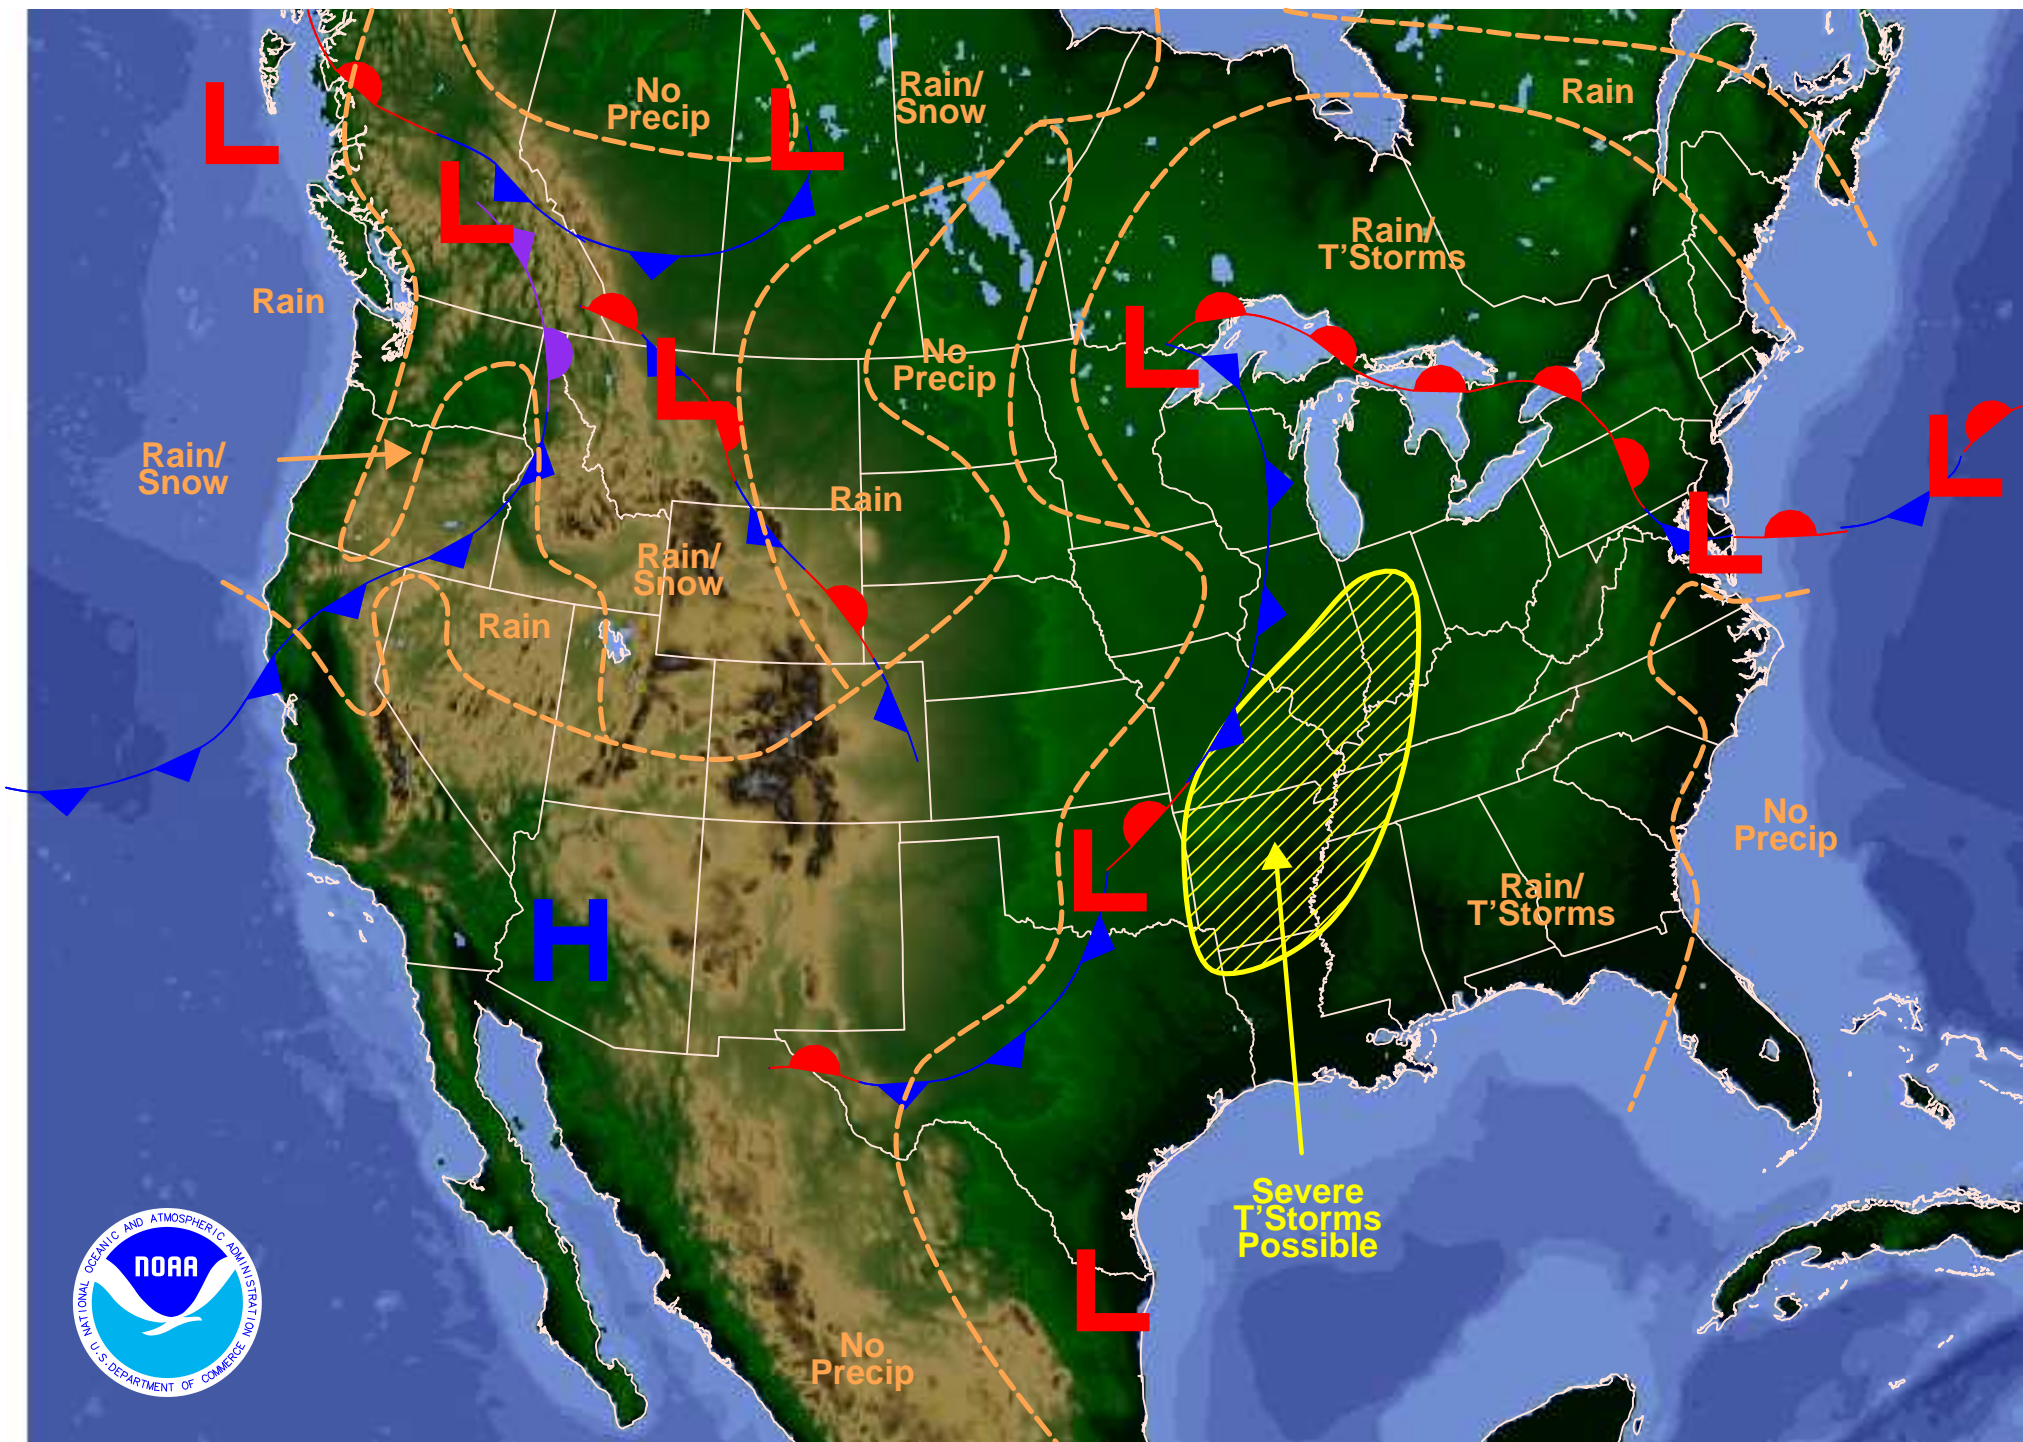 No
Precip
Rain/
Snow
Rain
L
L
L
Rain/
T'Storms
Rain
L
L
No
Precip
L
Rain/
Snow
Rain
L
Rain/
Snow
Rain
No
Precip
L
Rain/
T'Storms
H
Severe
T'Storms
Possible
L
No
Precip
NATIONAL OCEANIC AND ATMOSPHERIC ADMINISTRATION
NOAA
U.S. DEPARTMENT OF COMMERCE